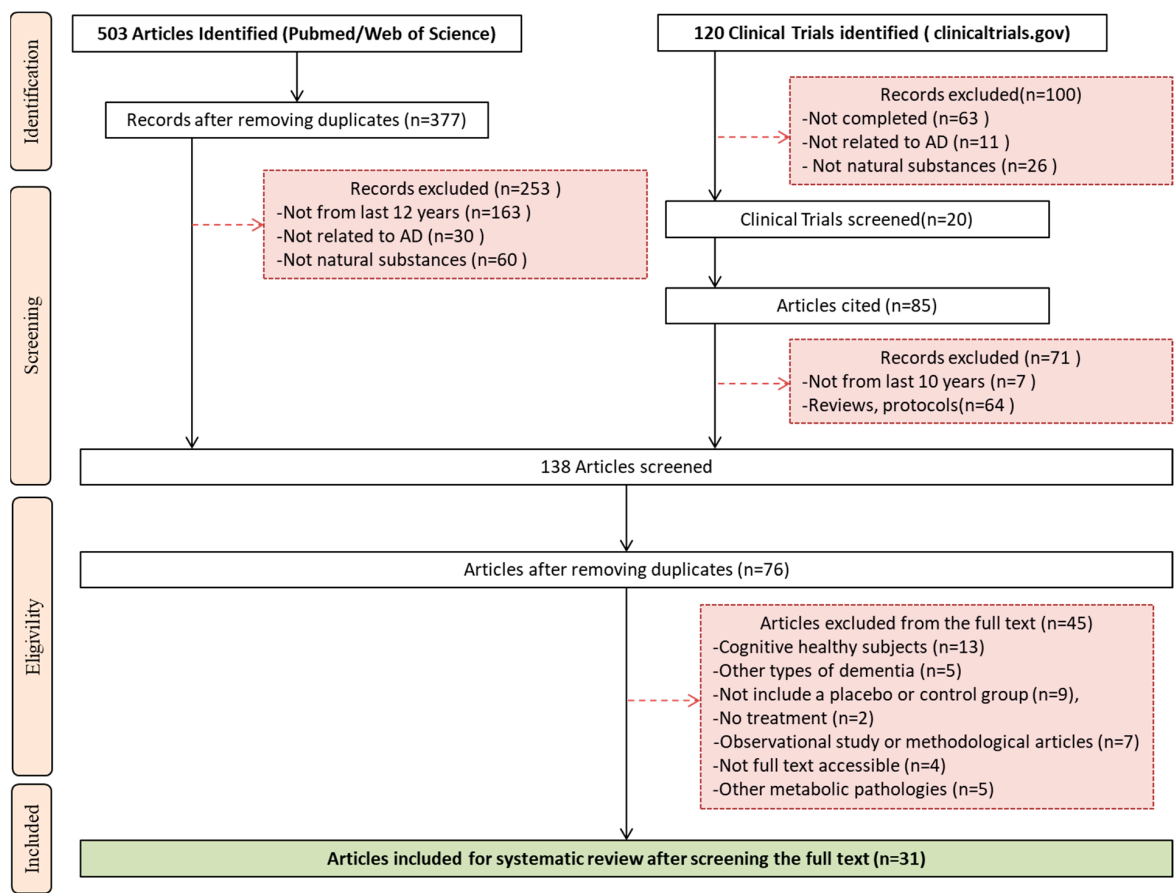 Identification
503 Articles Identified (Pubmed/Web of Science)
120 Clinical Trials identified ( clinicaltrials.gov)
Records after removing duplicates (n=377)
Records excluded(n=100)
-Not completed (n=63 )
-Not related to AD (n=11 )
- Not natural substances (n=26 )
Screening
Records excluded (n=253 )
-Not from last 12 years (n=163 )
-Not related to AD (n=30 )
-Not natural substances (n=60 )
Clinical Trials screened(n=20)
Articles cited (n=85)
Records excluded (n=71 )
-Not from last 10 years (n=7 )
-Reviews, protocols(n=64 )
138 Articles screened
Eligivility
Articles after removing duplicates (n=76)
Articles excluded from the full text (n=45)
-Cognitive healthy subjects (n=13)
-Other types of dementia (n=5)
-Not include a placebo or control group (n=9),
-No treatment (n=2)
-Observational study or methodological articles (n=7)
-Not full text accessible (n=4)
-Other metabolic pathologies (n=5)
Included
Articles included for systematic review after screening the full text (n=31)